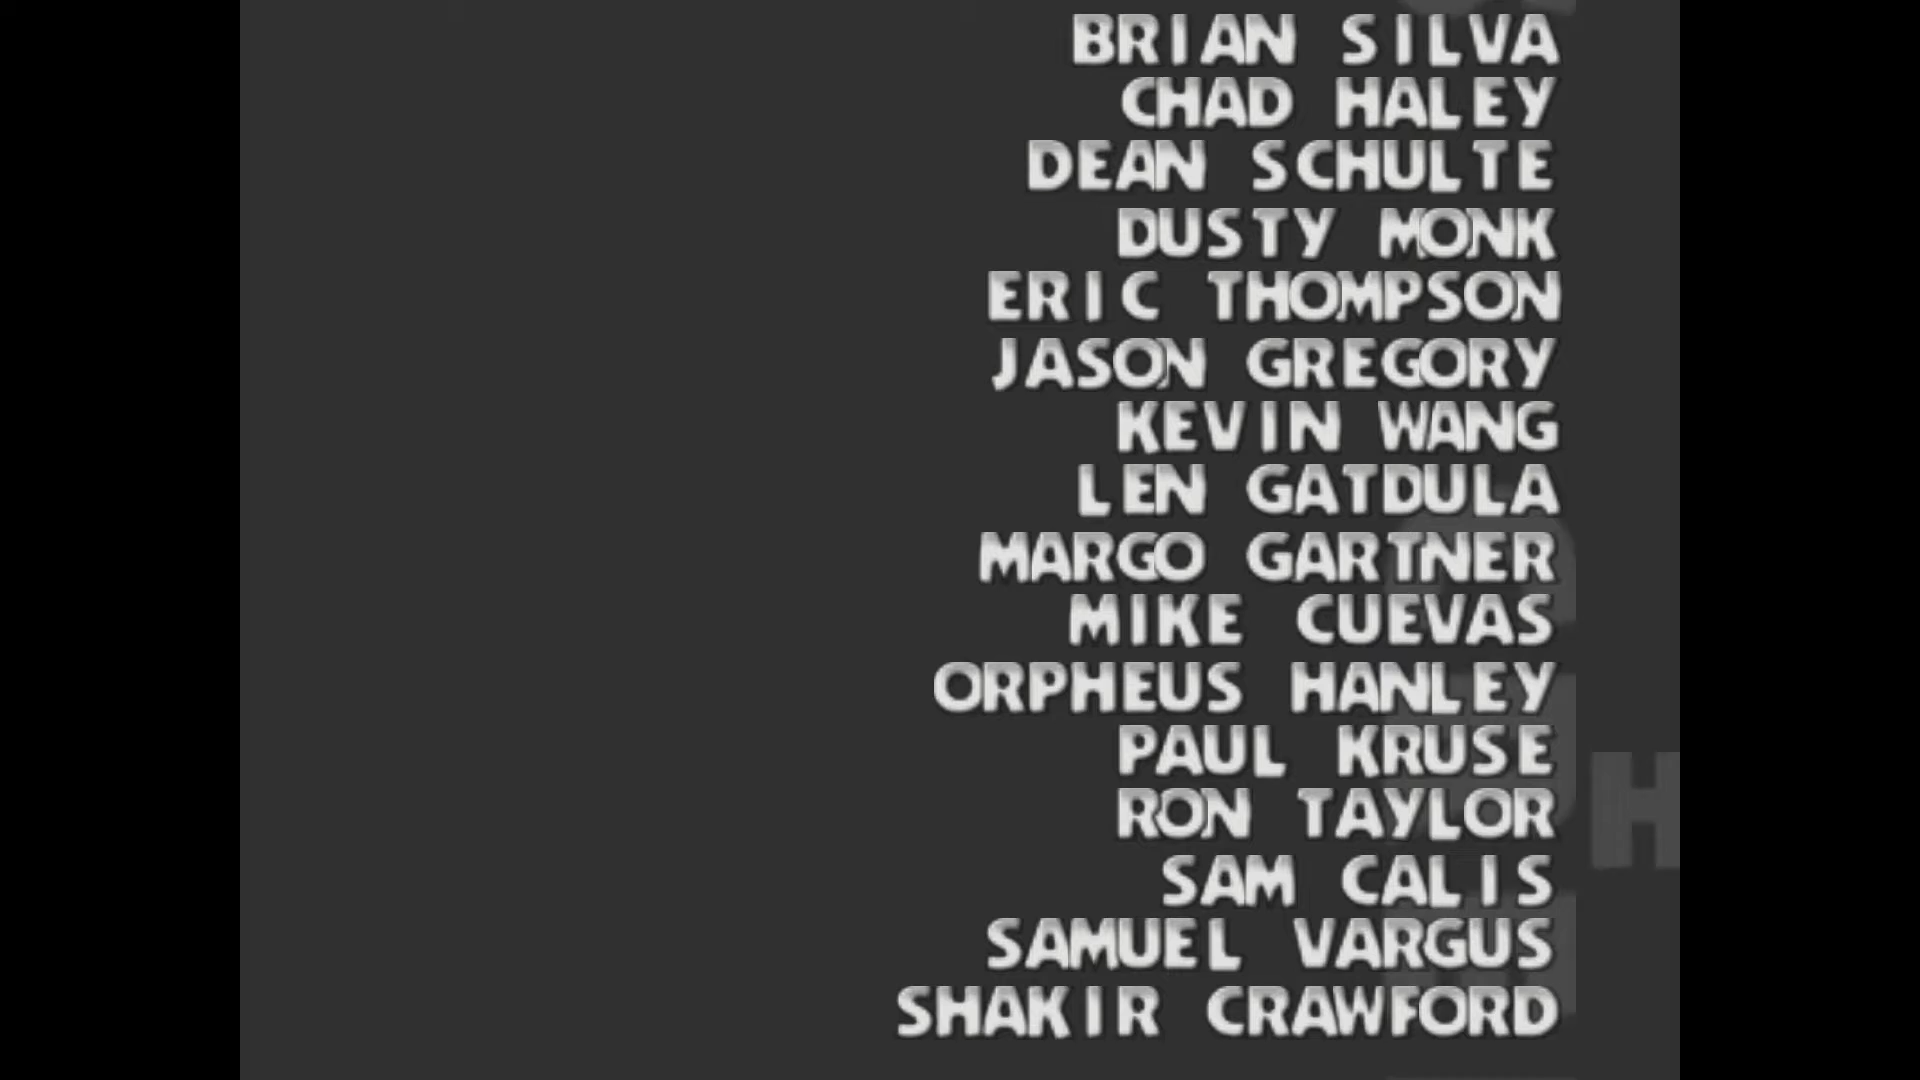 BRIAN SILVA
CHAD HALEY
DEAN SCHULTE
DUSTY MONK
ERIC THOMPSON
JASON GREGORY
KEVIN WANG
LEN GATDULA
MARGO GARTNER
MIKE CUEVAS
ORPHEUS HANLEY
PAUL KRUSE
RON TAYLOR
SAM CALIS
SAMUEL VARGUS
SHAKIR CRAWFORD